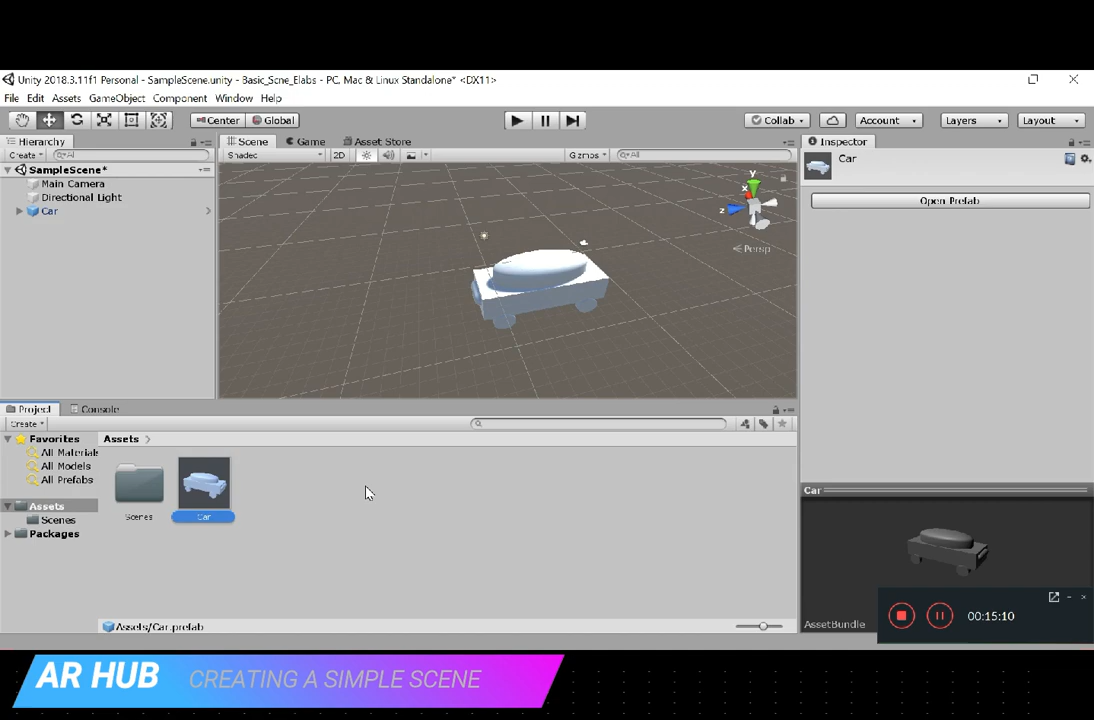 Unity 2018.3.11f1 Personal - SampleScene.unity - Basic_Scne_Elabs - PC, Mac & Linux Standalone* <DX11>
File Edit Assets GameObject Component Window Help
Center Global Collab Account Layers Layout
Hierarchy Scene Game Asset Store Inspector
Create All Shaded 2D Gizmos All
Car
SampleScene*
Main Camera
Directional Light
Car
Open Prefab
y
x
z
Persp
Project Console
Create
Favorites
All Materials
All Models
All Prefabs
Assets
Scenes
Packages
Assets
Scenes Car
Assets/Car.prefab
Car
AssetBundle
00:15:10
AR HUB CREATING A SIMPLE SCENE